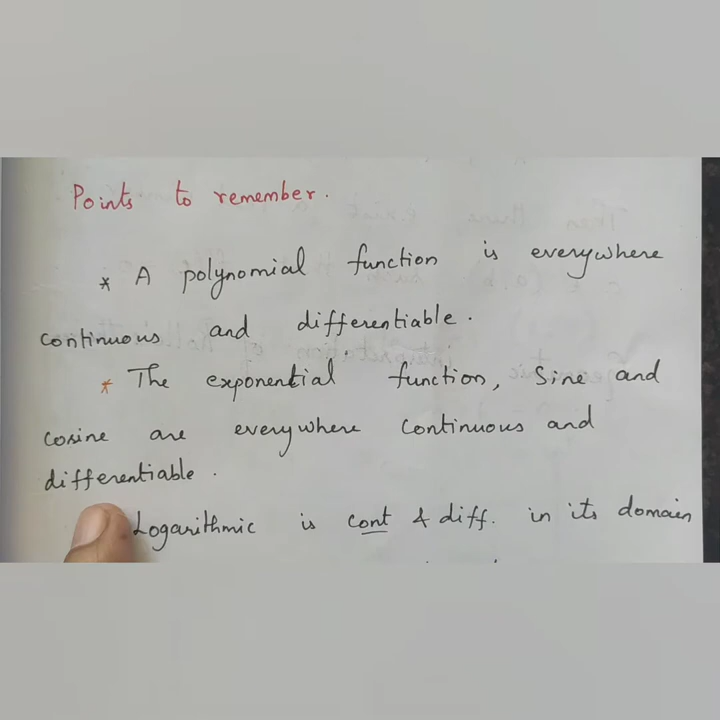 Points to remember.
* A polynomial function is everywhere
continuous and differentiable.
* The exponential function, Sine and
cosine are everywhere continuous and
differentiable.
Logarithmic is cont & diff. in its domain